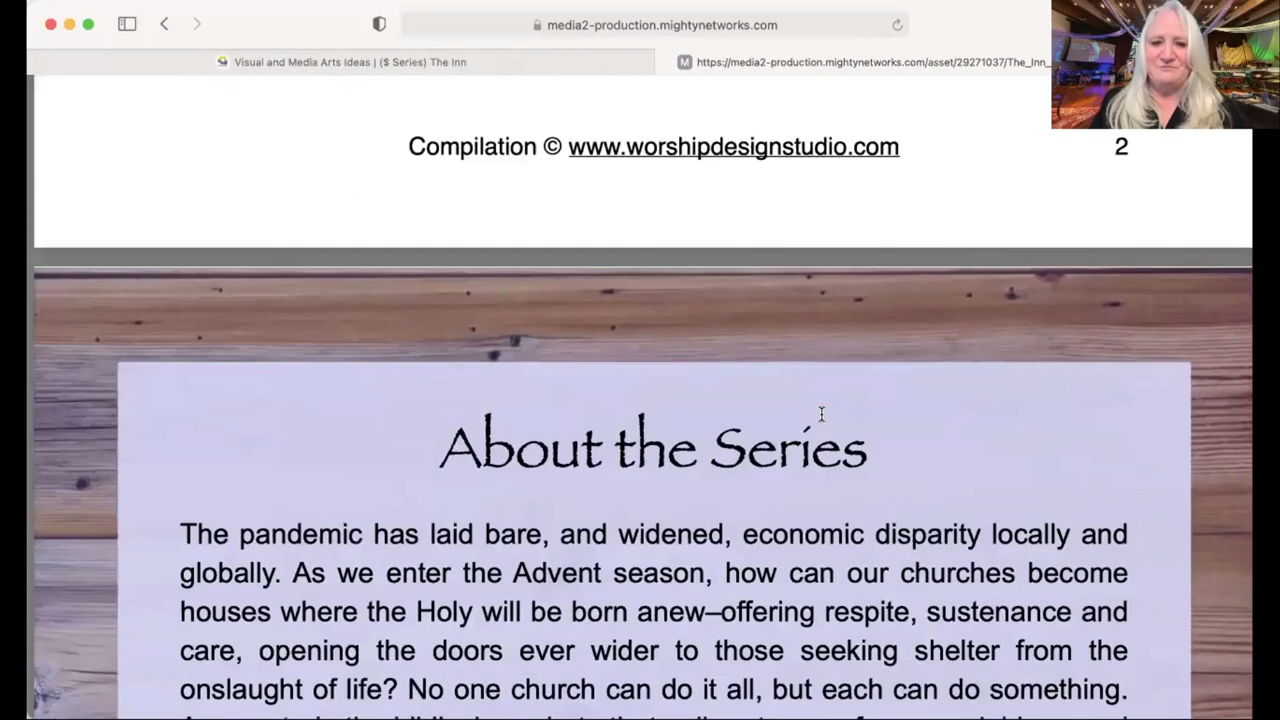 media2-production.mightynetworks.com
Visual and Media Arts Ideas | ($ Series) The Inn
M https://media2-production.mightynetworks.com/asset/29271037/The_Inn_
Compilation © www.worshipdesignstudio.com 2
About the Series
The pandemic has laid bare, and widened, economic disparity locally and
globally. As we enter the Advent season, how can our churches become
houses where the Holy will be born anew–offering respite, sustenance and
care, opening the doors ever wider to those seeking shelter from the
onslaught of life? No one church can do it all, but each can do something.